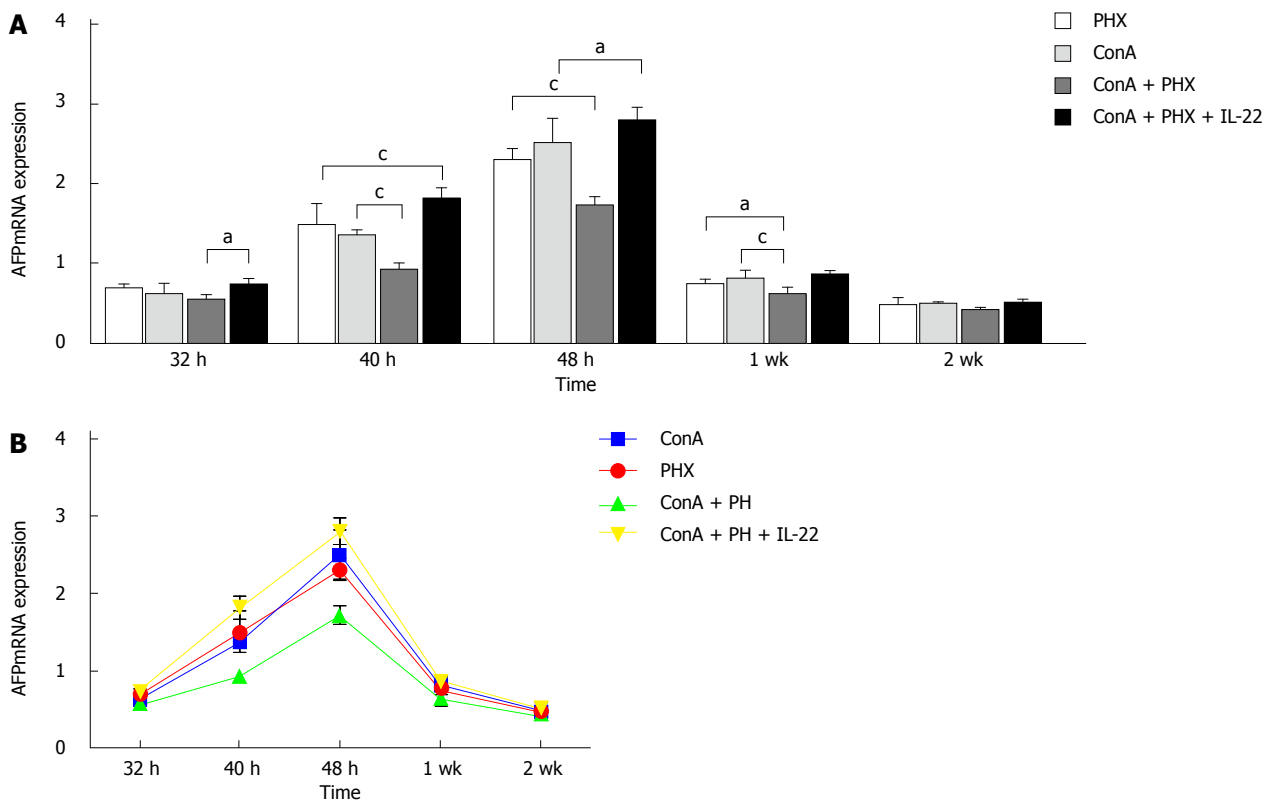 A
4
3
2
1
0
AFPmRNA expression
a
c
c
a
c
a
c
32 h
40 h
48 h
1 wk
2 wk
Time
PHX
ConA
ConA + PHX
ConA + PHX + IL-22
B
4
3
2
1
0
AFPmRNA expression
32 h
40 h
48 h
1 wk
2 wk
Time
ConA
PHX
ConA + PH
ConA + PH + IL-22